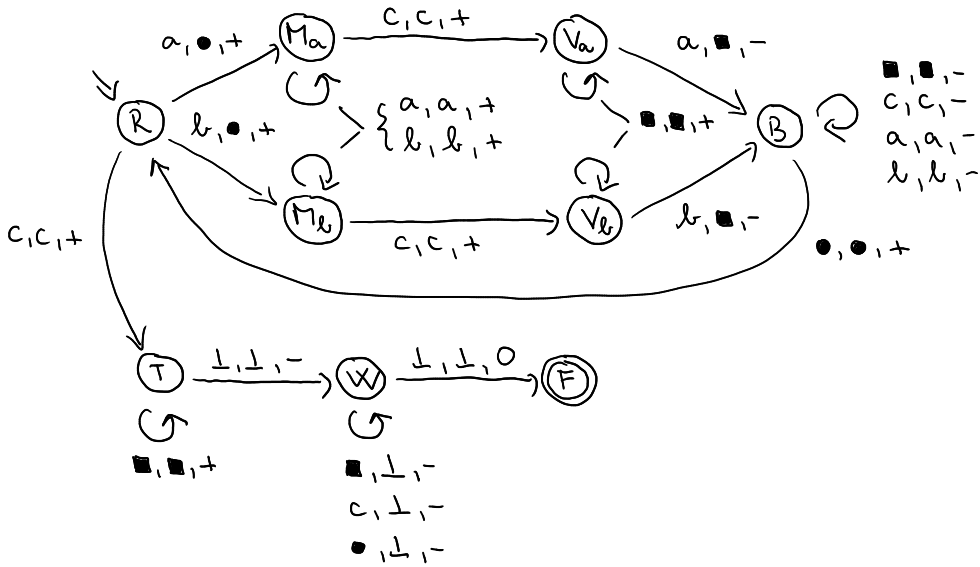 C,C,+
a,●,+
Ma
Va
a,■,-
■,■,-
C,C,-
a,a,-
b,b,-
R
b,●,+
{a,a,+
b,b,+
■,■,+
B
Mb
C,C,+
Vb
b,■,-
C,C,+
●,●,+
T
⊥,⊥,-
W
⊥,⊥,0
F
■,■,+
■,⊥,-
C,⊥,-
●,⊥,-